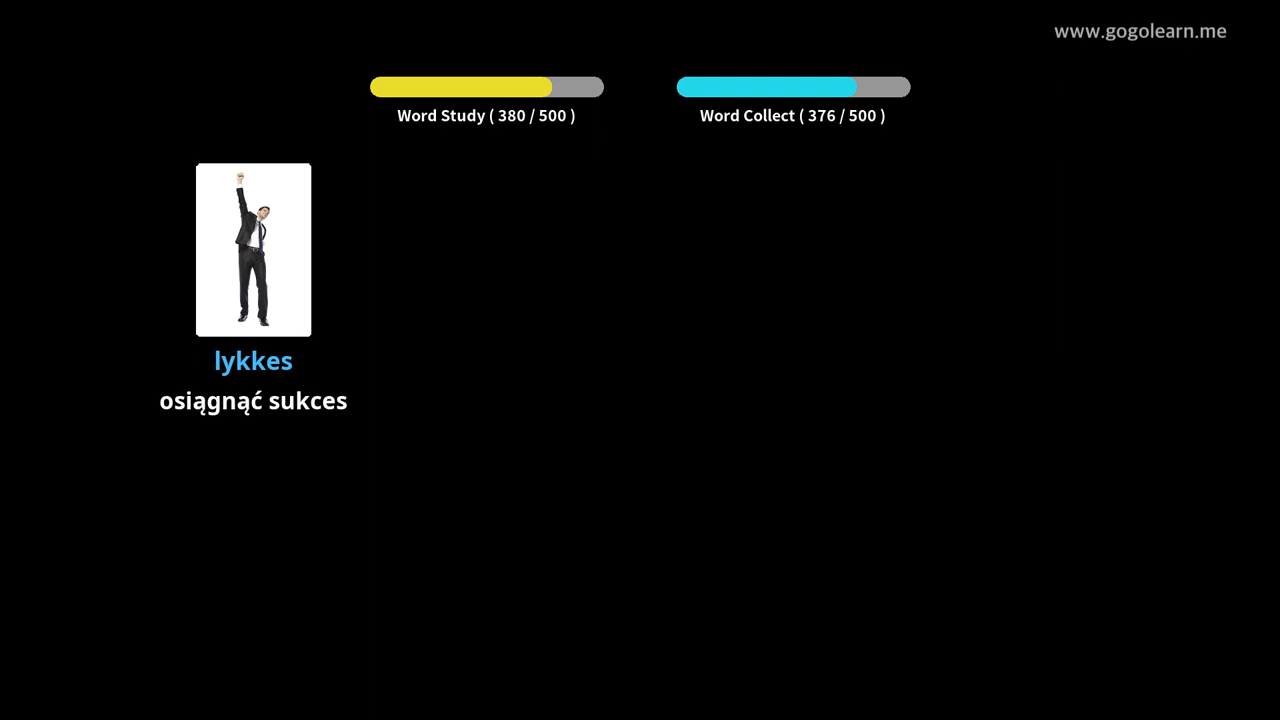 www.gogolearn.me
Word Study ( 380 / 500 )
Word Collect ( 376 / 500 )
lykkes
osiągnąć sukces